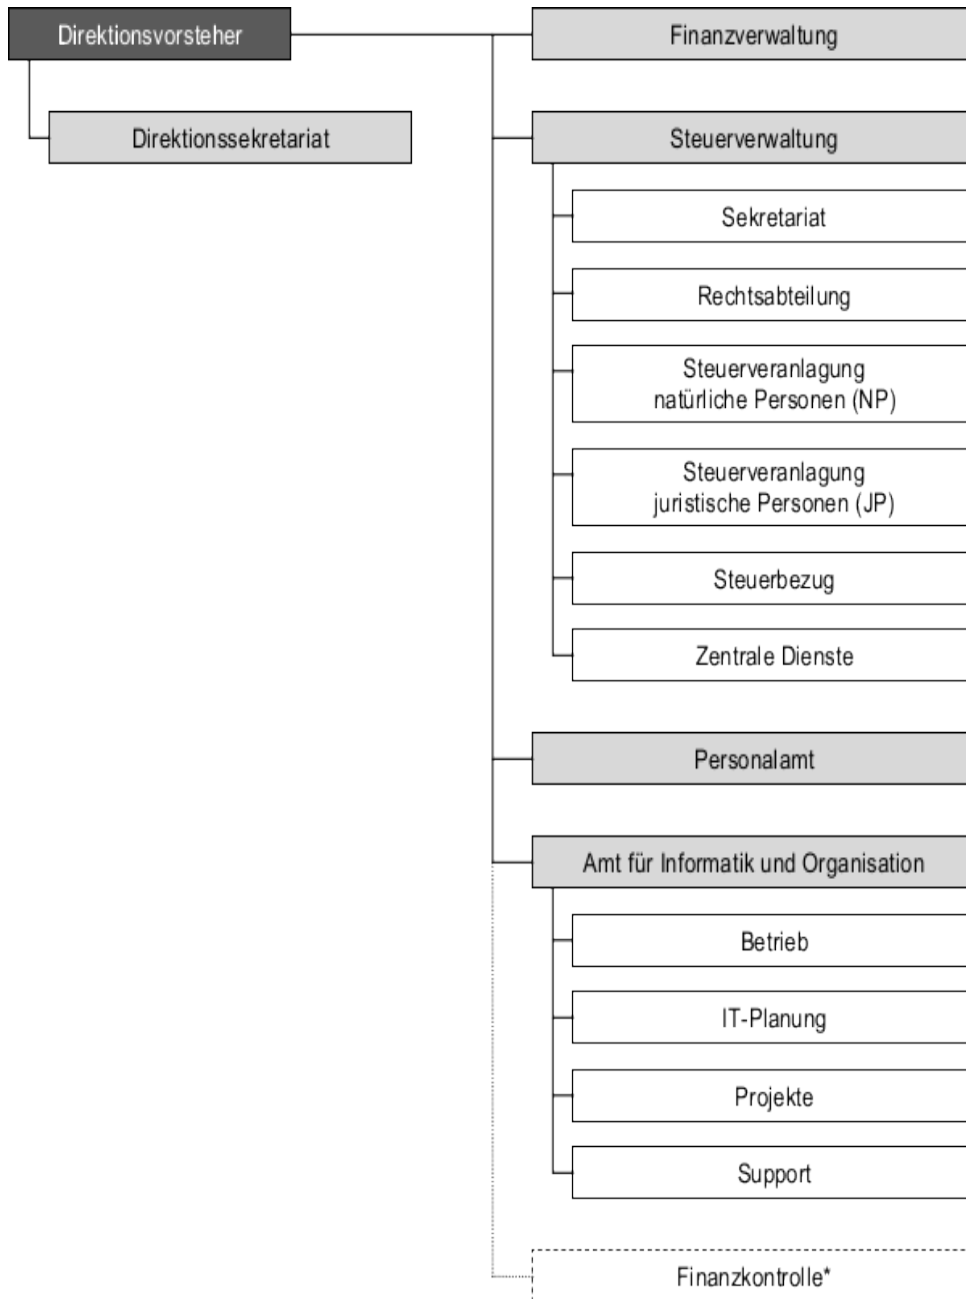 Direktionsvorsteher
Finanzverwaltung
Direktionssekretariat
Steuerverwaltung
Sekretariat
Rechtsabteilung
Steuerveranlagung
natürliche Personen (NP)
Steuerveranlagung
juristische Personen (JP)
Steuerbezug
Zentrale Dienste
Personalamt
Amt für Informatik und Organisation
Betrieb
IT-Planung
Projekte
Support
Finanzkontrolle*